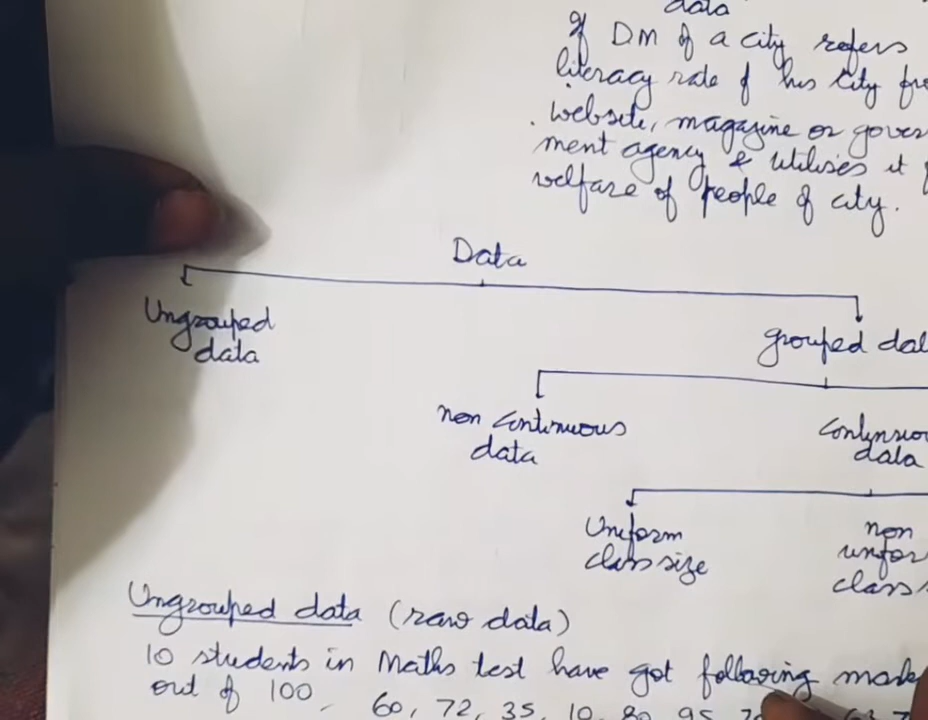 data
If DM of a city refers
literacy rate of his city
website, magazine or
ment agency & utilises it
welfare of people of city.
Data
Ungrouped
data
grouped
non continuous
data
data
Uniform
class size
non
class
Ungrouped data (raw data)
10 students in Maths test have got following
out of 100, 60, 72, 35, 10, 80, 95,